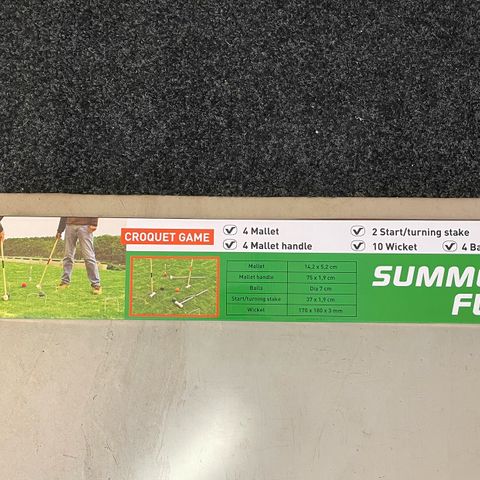 CROQUET GAME
4 Mallet
2 Start/turning stake
4 Mallet handle
10 Wicket
4 Ba
Mallet 14,2 x 5,2 cm
Mallet handle 75 x 1,9 cm
Balls Dia 7 cm
Start/turning stake 37 x 1,9 cm
Wicket 170 x 180 x 3 mm
SUMM
FU